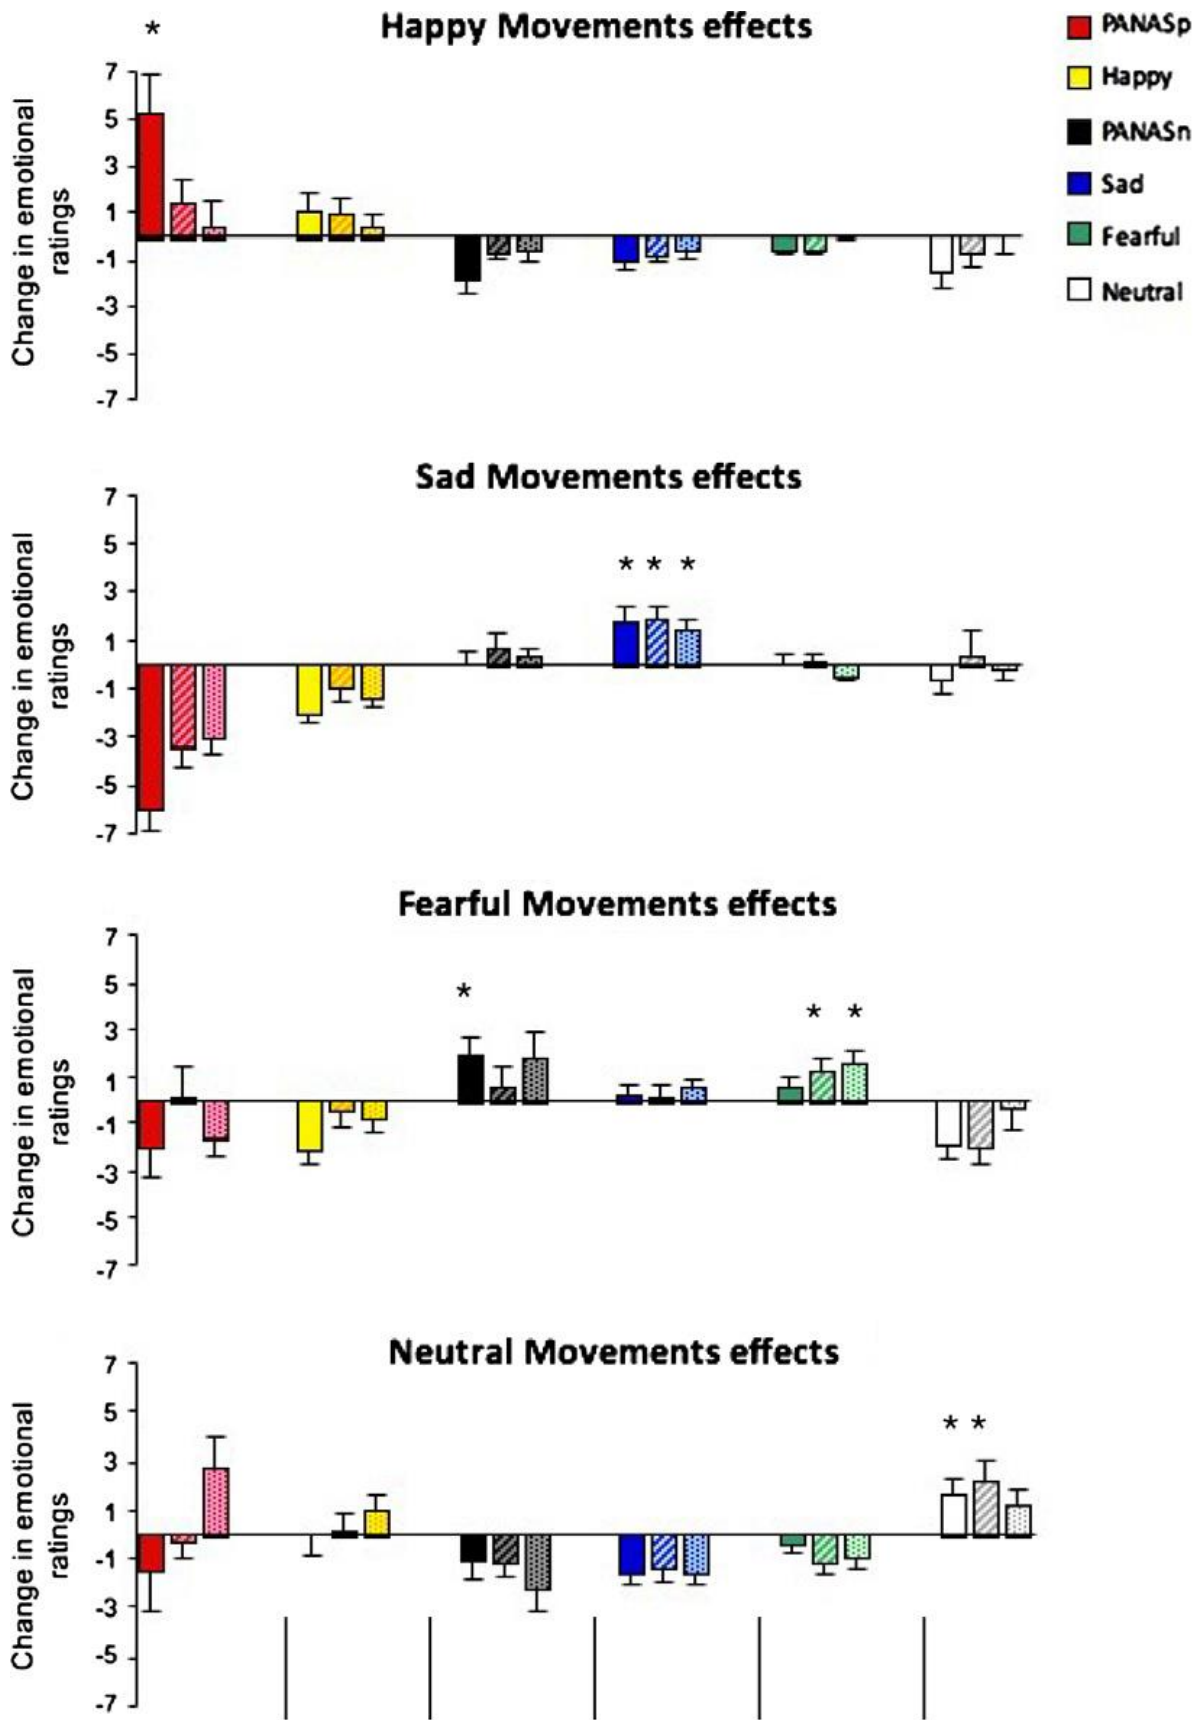 *
Happy Movements effects
PANASp
Happy
PANASn
Sad
Fearful
Neutral
7
5
3
1
-1
-3
-5
-7
Change in emotional
ratings
Sad Movements effects
7
5
3
1
-1
-3
-5
-7
Change in emotional
ratings
* * *
Fearful Movements effects
7
5
3
1
-1
-3
-5
-7
Change in emotional
ratings
*
* *
Neutral Movements effects
7
5
3
1
-1
-3
-5
-7
Change in emotional
ratings
* *